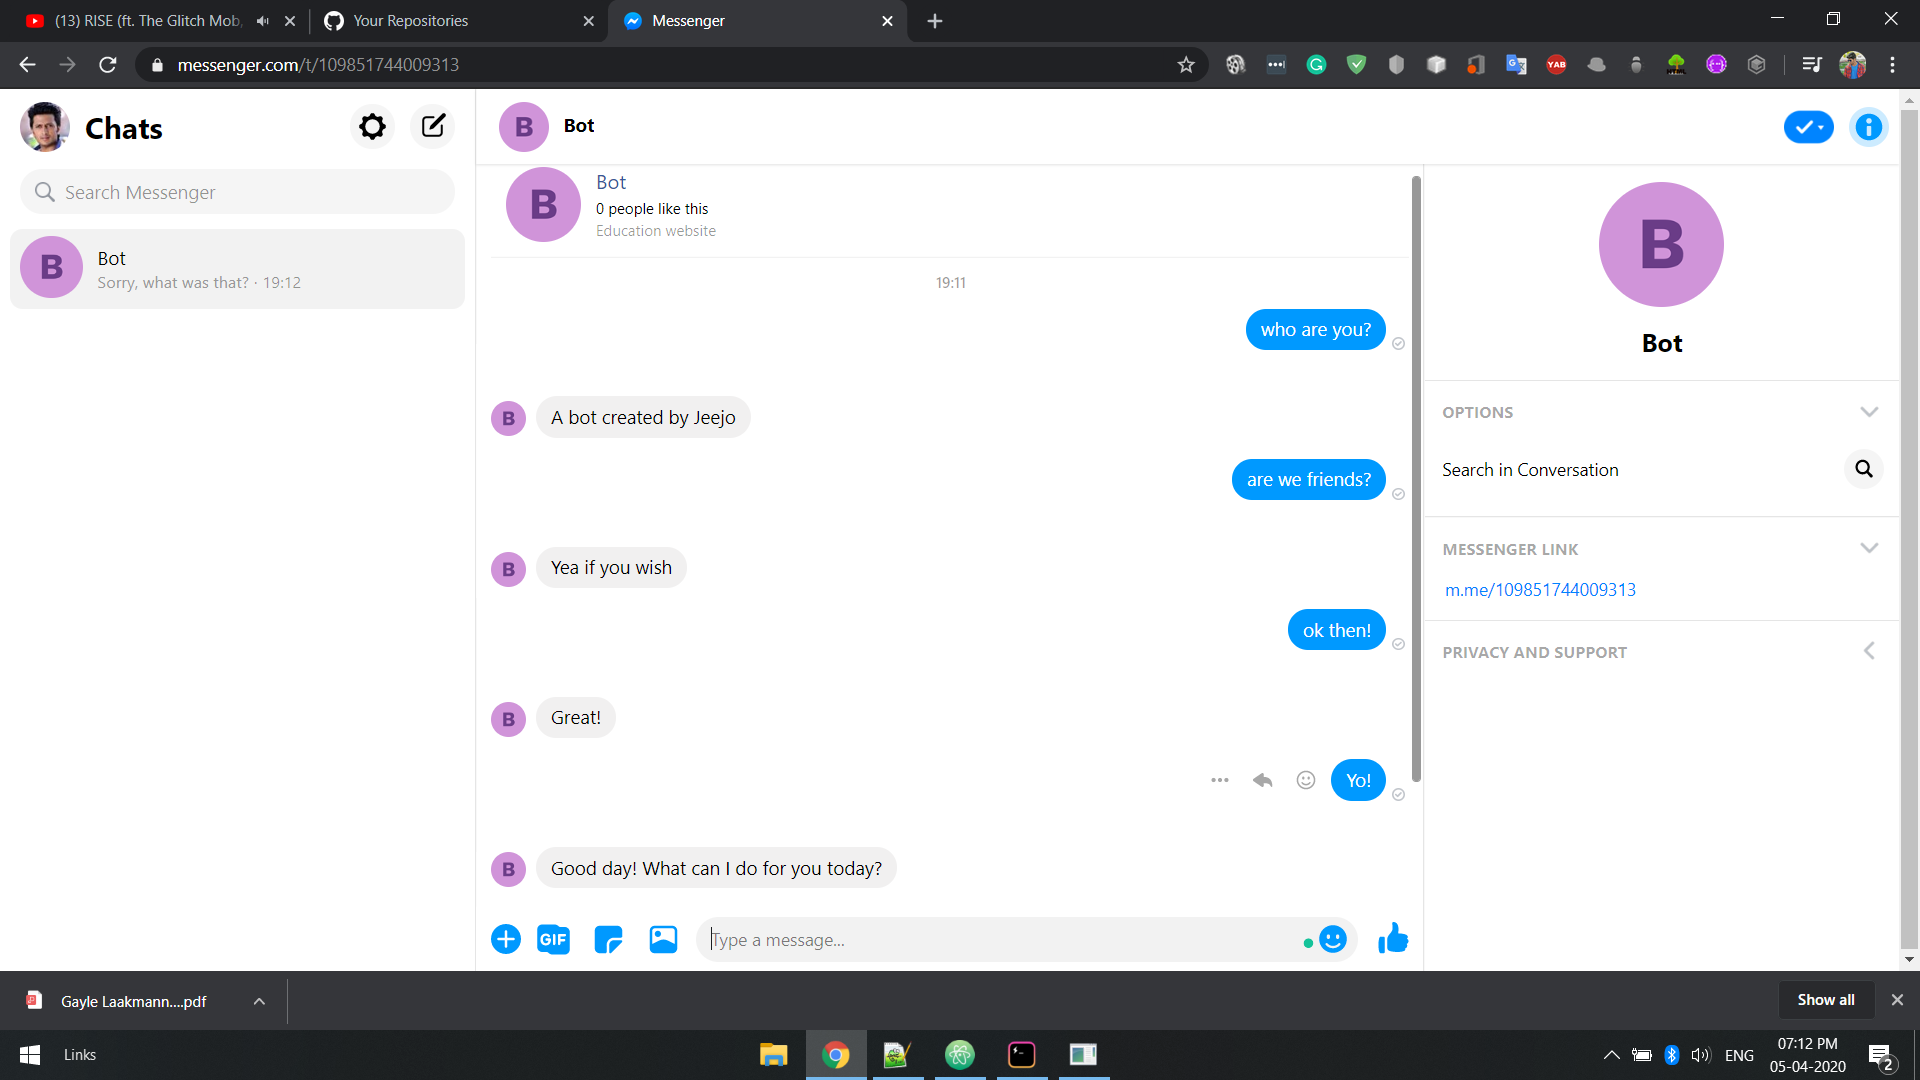 (13) RISE (ft. The Glitch Mob,
Your Repositories
Messenger
messenger.com/t/109851744009313
YAB
Chats
Search Messenger
B
Bot
Sorry, what was that? · 19:12
B
Bot
B
Bot
0 people like this
Education website
19:11
who are you?
B
A bot created by Jeejo
are we friends?
B
Yea if you wish
ok then!
B
Great!
Yo!
B
Good day! What can I do for you today?
GIF
Type a message...
B
Bot
OPTIONS
Search in Conversation
MESSENGER LINK
m.me/109851744009313
PRIVACY AND SUPPORT
Gayle Laakmann....pdf
Show all
Links
ENG
07:12 PM
05-04-2020
2